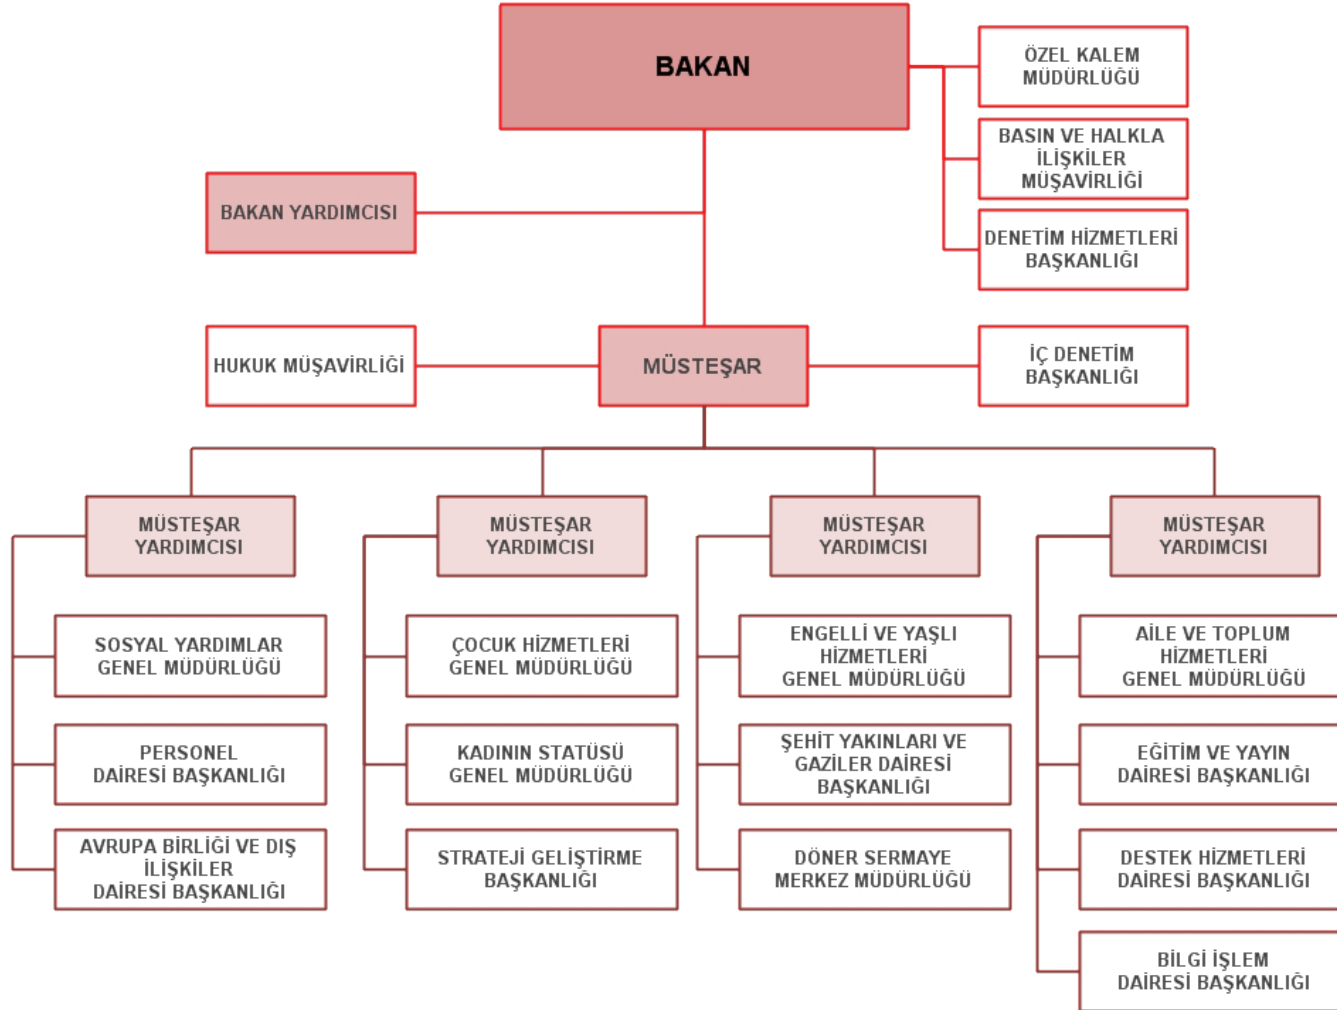 BAKAN
ÖZEL KALEM
MÜDÜRLÜĞÜ
BASIN VE HALKLA
İLİŞKİLER
MÜŞAVİRLİĞİ
BAKAN YARDIMCISI
DENETİM HİZMETLERİ
BAŞKANLIĞI
HUKUK MÜŞAVİRLİĞİ
MÜSTEŞAR
İÇ DENETİM
BAŞKANLIĞI
MÜSTEŞAR
YARDIMCISI
MÜSTEŞAR
YARDIMCISI
MÜSTEŞAR
YARDIMCISI
MÜSTEŞAR
YARDIMCISI
SOSYAL YARDIMLAR
GENEL MÜDÜRLÜĞÜ
ÇOCUK HİZMETLERİ
GENEL MÜDÜRLÜĞÜ
ENGELLİ VE YAŞLI
HİZMETLERİ
GENEL MÜDÜRLÜĞÜ
AİLE VE TOPLUM
HİZMETLERİ
GENEL MÜDÜRLÜĞÜ
PERSONEL
DAİRESİ BAŞKANLIĞI
KADININ STATÜSÜ
GENEL MÜDÜRLÜĞÜ
ŞEHİT YAKINLARI VE
GAZİLER DAİRESİ
BAŞKANLIĞI
EĞİTİM VE YAYIN
DAİRESİ BAŞKANLIĞI
AVRUPA BİRLİĞİ VE DIŞ
İLİŞKİLER
DAİRESİ BAŞKANLIĞI
STRATEJİ GELİŞTİRME
BAŞKANLIĞI
DÖNER SERMAYE
MERKEZ MÜDÜRLÜĞÜ
DESTEK HİZMETLERİ
DAİRESİ BAŞKANLIĞI
BİLGİ İŞLEM
DAİRESİ BAŞKANLIĞI